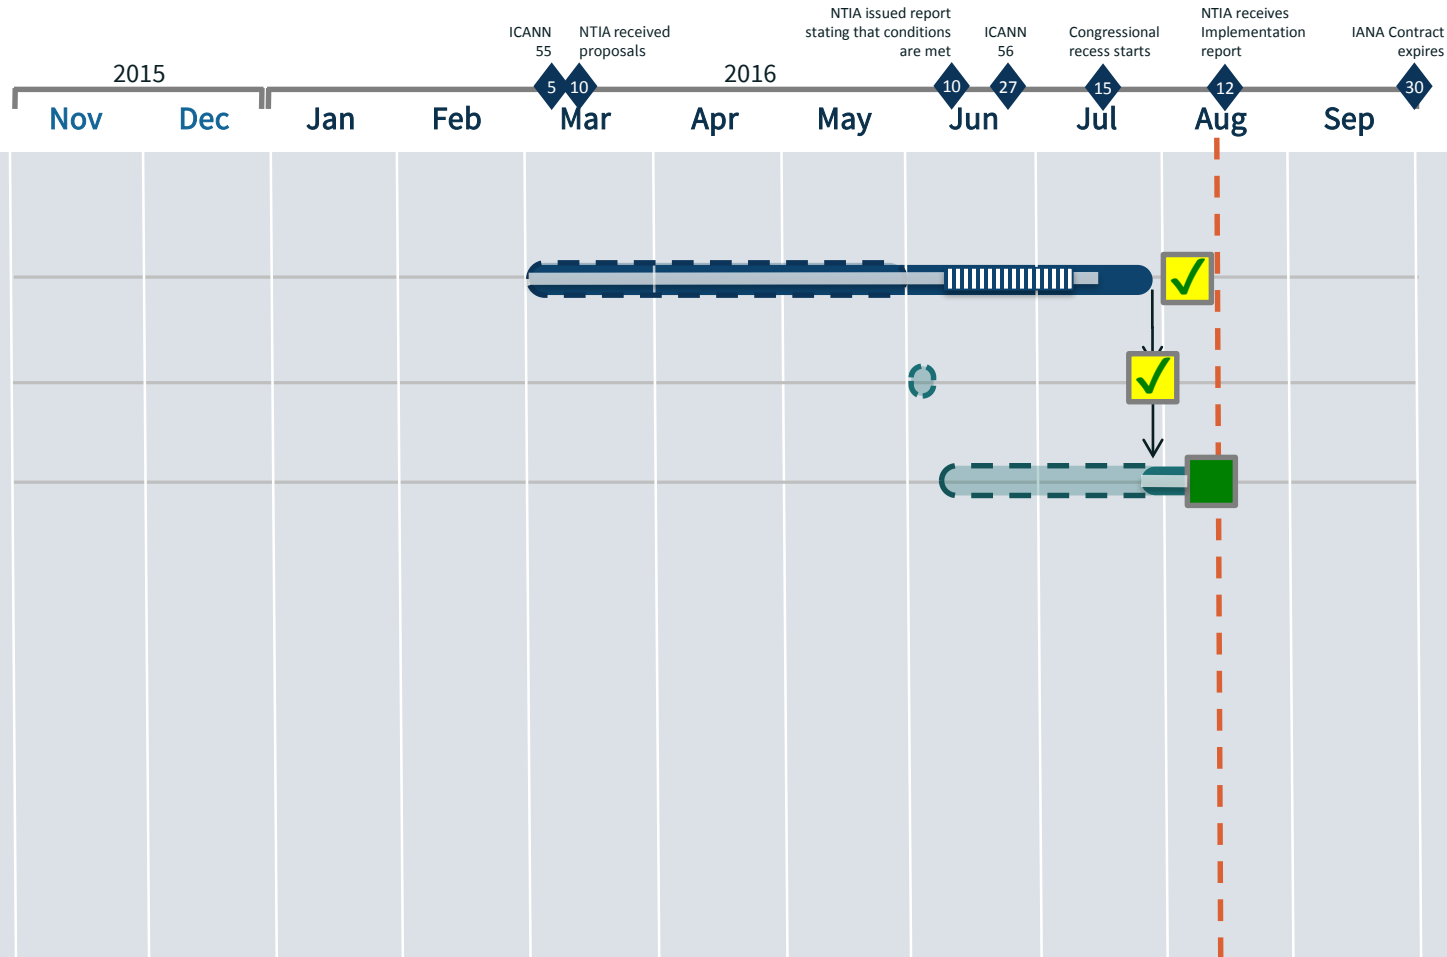 NTIA issued report
stating that conditions
are met
ICANN
55
NTIA received
proposals
ICANN
56
Congressional
recess starts
NTIA receives
Implementation
report
IANA Contract
expires
2015
2016
5
10
10
27
15
12
30
Nov
Dec
Jan
Feb
Mar
Apr
May
Jun
Jul
Aug
Sep